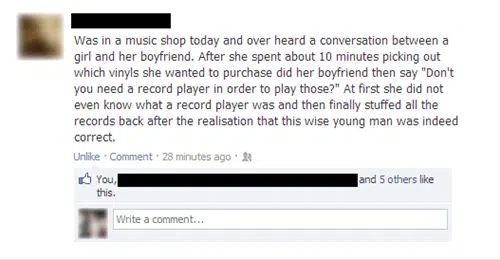 Was in a music shop today and over heard a conversation between a
girl and her boyfriend. After she spent about 10 minutes picking out
which vinyls she wanted to purchase did her boyfriend then say "Don't
you need a record player in order to play those?" At first she did not
even know what a record player was and then finally stuffed all the
records back after the realisation that this wise young man was indeed
correct.
Unlike · Comment · 28 minutes ago ·
You, and 5 others like
this.
Write a comment...